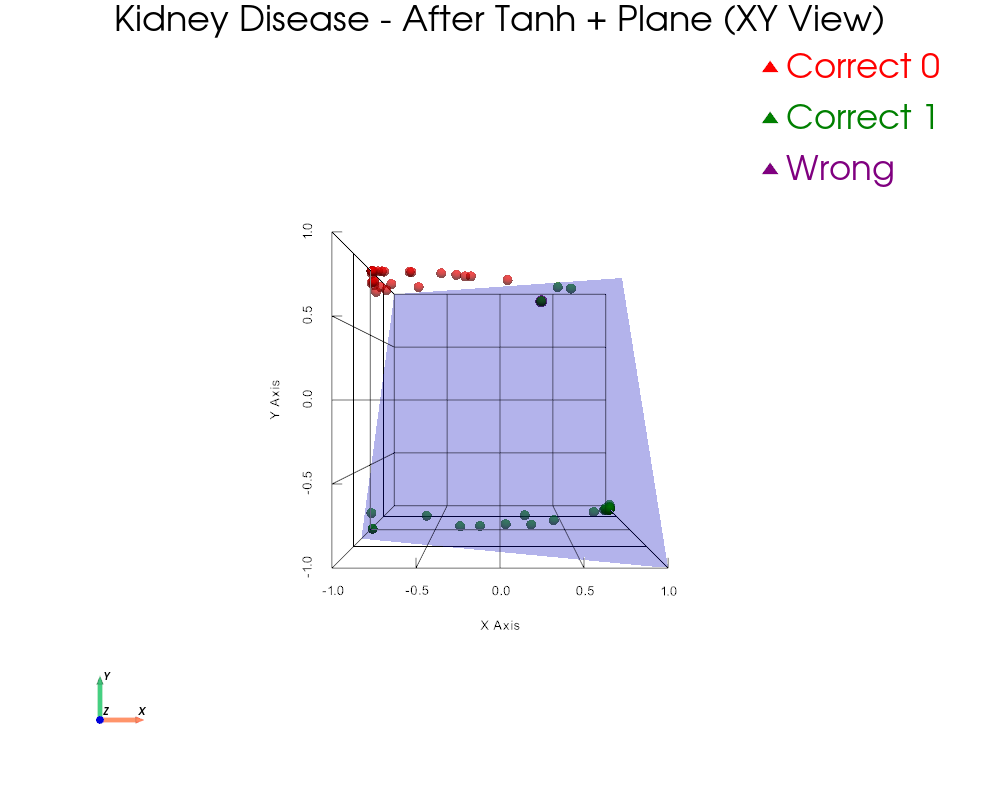 Kidney Disease - After Tanh + Plane (XY View)
Correct 0
Correct 1
Wrong
1.0
0.5
0.0
-0.5
-1.0
Y Axis
-1.0 -0.5 0.0 0.5 1.0
X Axis
Y
Z X